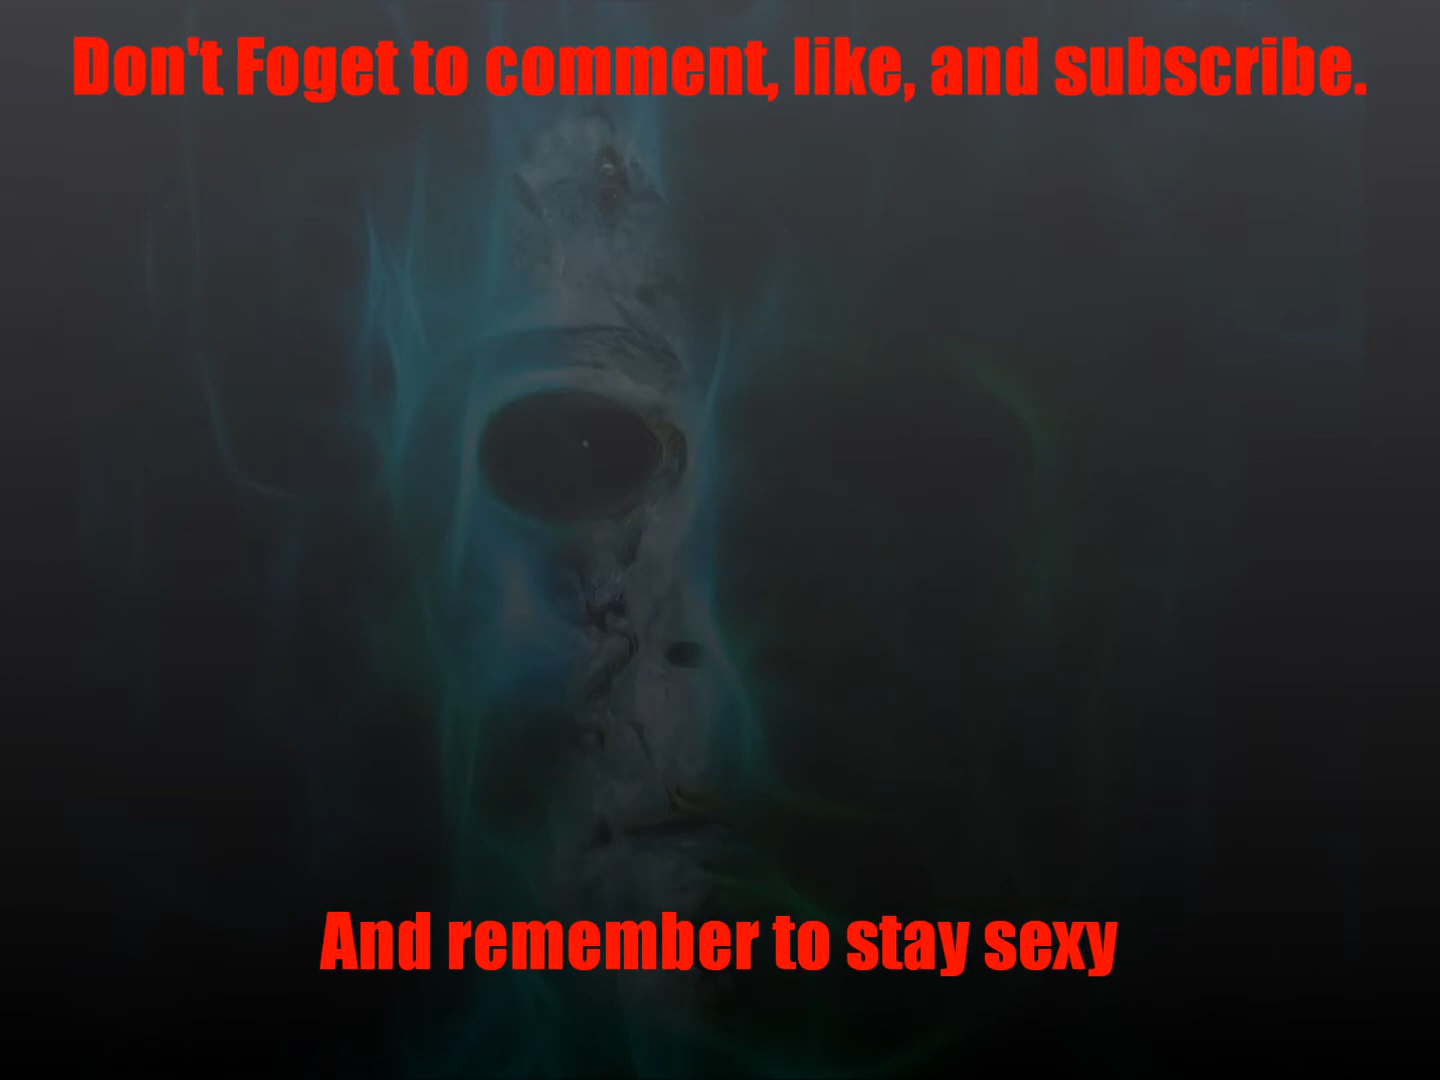 Don't Foget to comment, like, and subscribe.
And remember to stay sexy